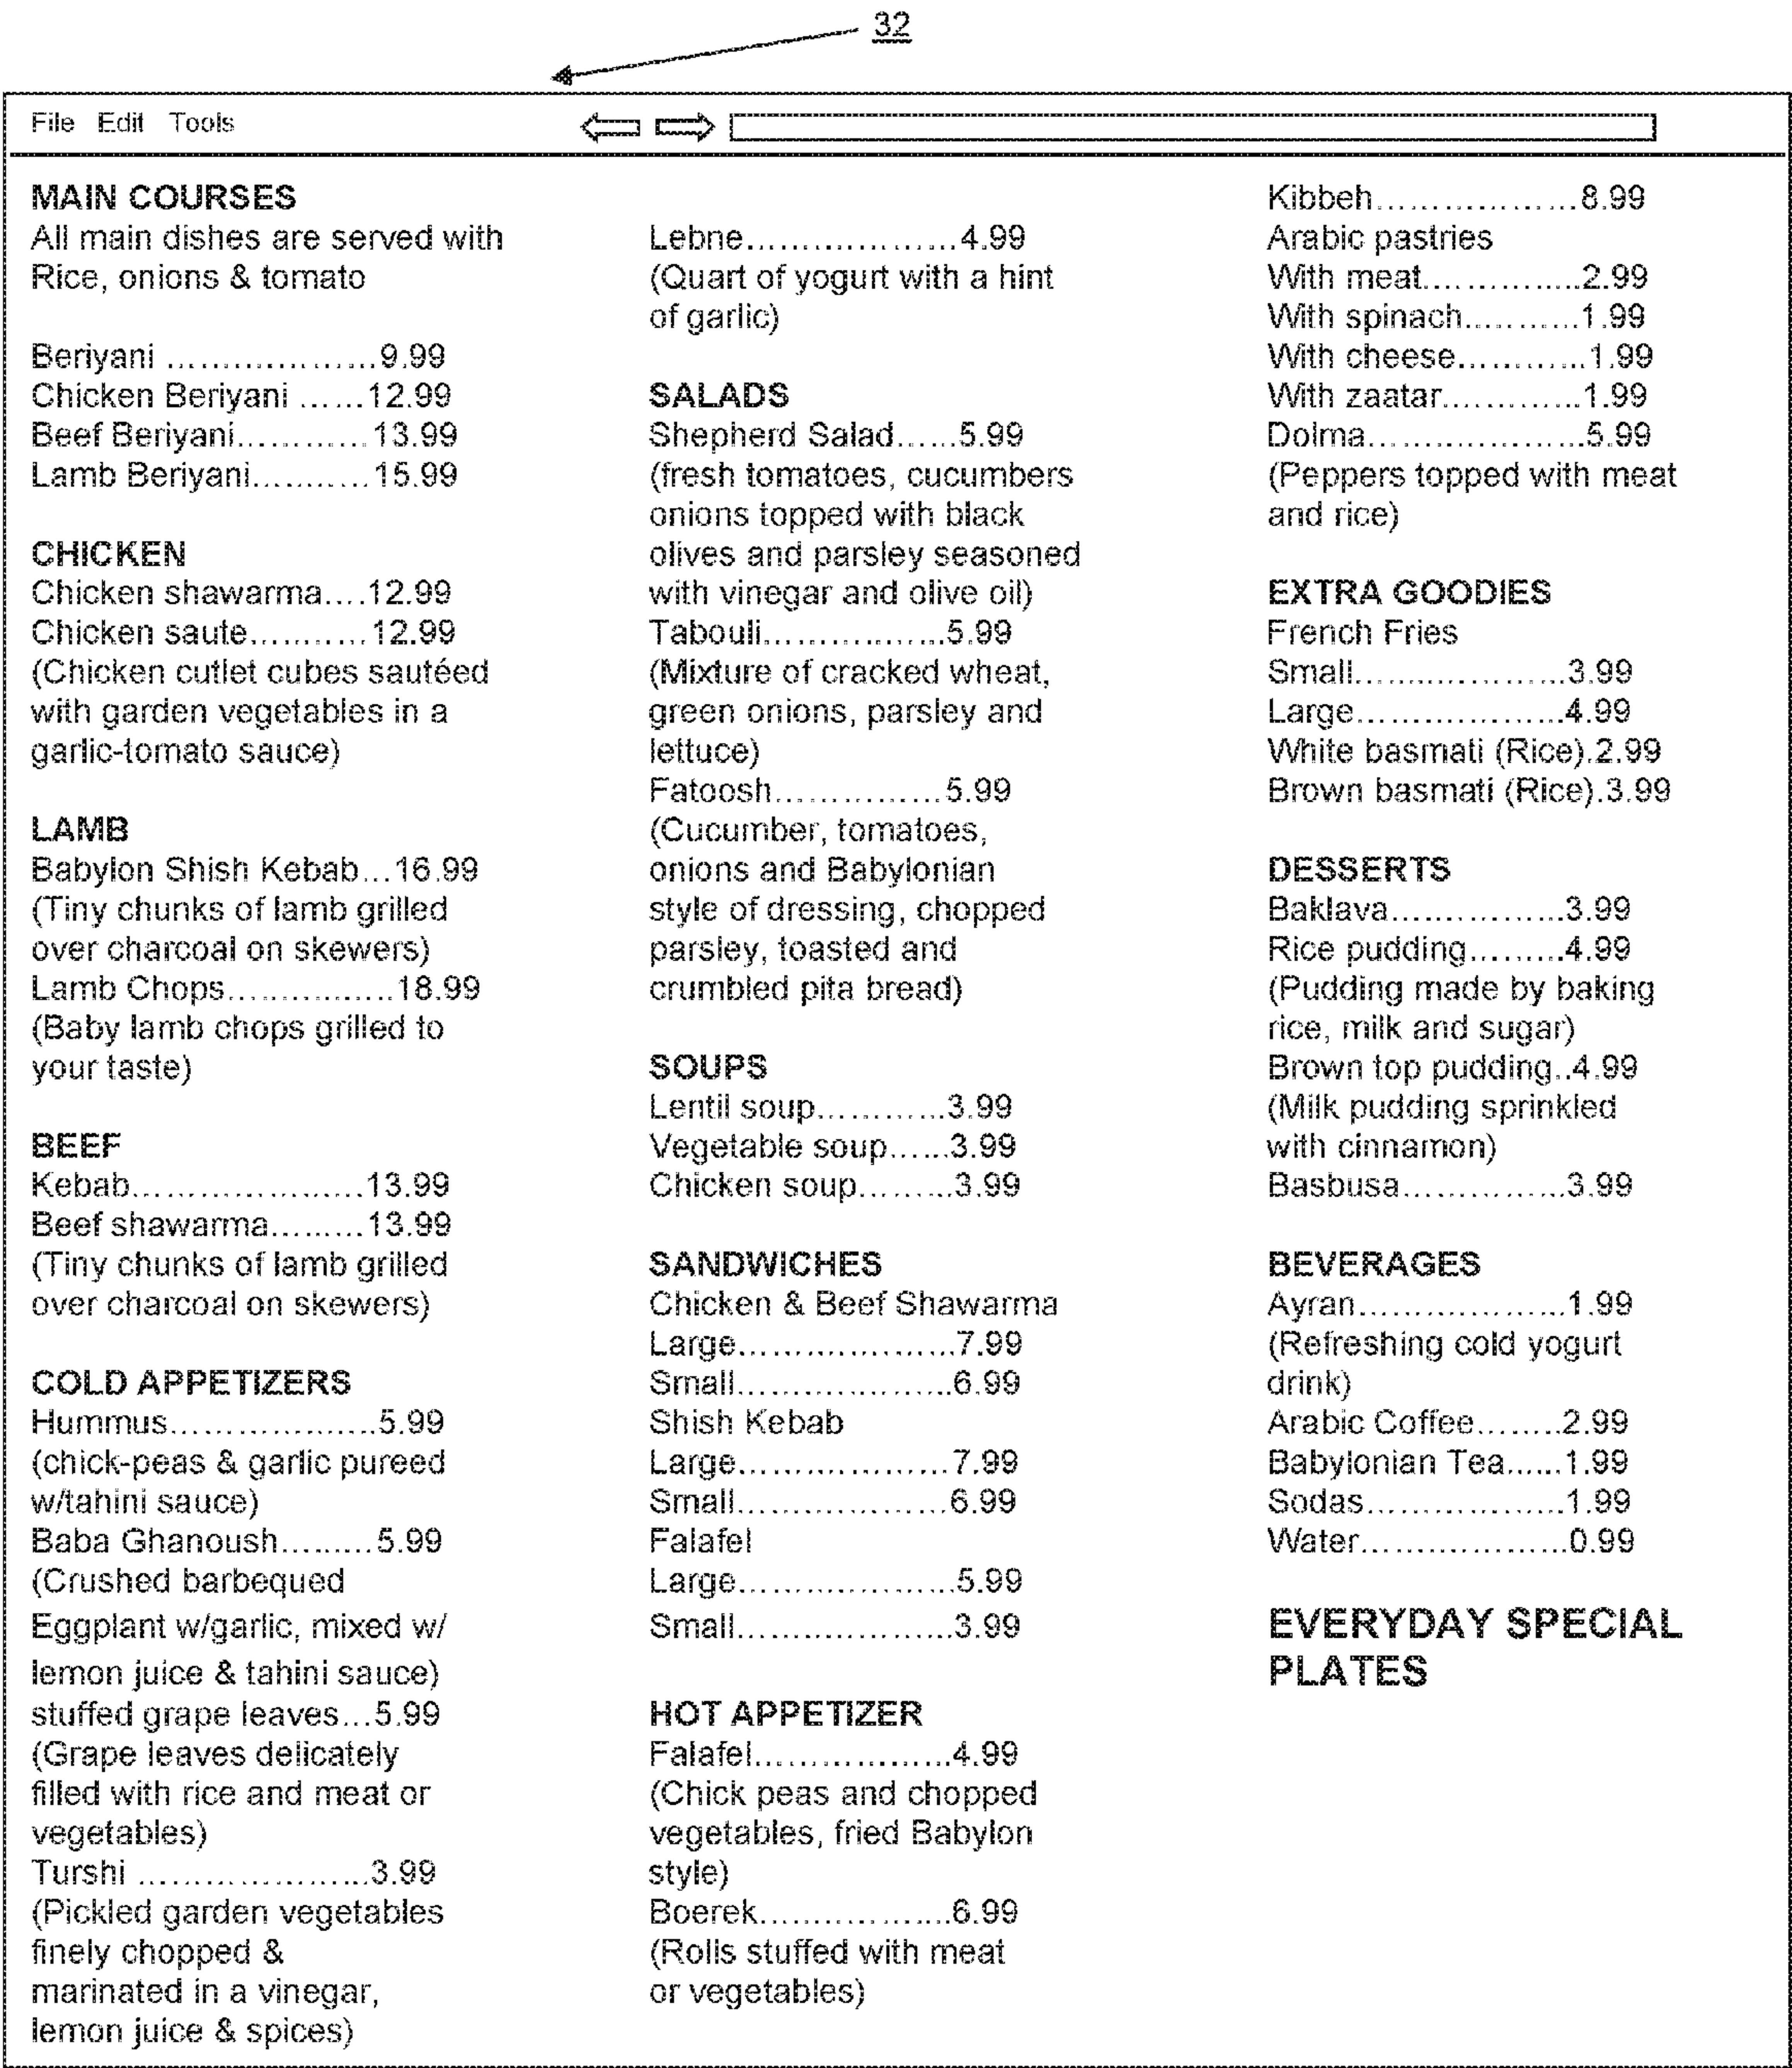 32
File Edit Tools
MAIN COURSES
All main dishes are served with
Rice, onions & tomato
Beriyani ...................9.99
Chicken Beriyani ......12.99
Beef Beriyani............13.99
Lamb Beriyani...........15.99
CHICKEN
Chicken shawarma....12.99
Chicken saute...........12.99
(Chicken cutlet cubes sautéed
with garden vegetables in a
garlic-tomato sauce)
LAMB
Babylon Shish Kebab...16.99
(Tiny chunks of lamb grilled
over charcoal on skewers)
Lamb Chops...............18.99
(Baby lamb chops grilled to
your taste)
BEEF
Kebab.....................13.99
Beef shawarma.........13.99
(Tiny chunks of lamb grilled
over charcoal on skewers)
COLD APPETIZERS
Hummus...................5.99
(chick-peas & garlic pureed
w/tahini sauce)
Baba Ghanoush.........5.99
(Crushed barbequed
Eggplant w/garlic, mixed w/
lemon juice & tahini sauce)
stuffed grape leaves...5.99
(Grape leaves delicately
filled with rice and meat or
vegetables)
Turshi .....................3.99
(Pickled garden vegetables
finely chopped &
marinated in a vinegar,
lemon juice & spices)
Lebne...................4.99
(Quart of yogurt with a hint
of garlic)
SALADS
Shepherd Salad......5.99
(fresh tomatoes, cucumbers
onions topped with black
olives and parsley seasoned
with vinegar and olive oil)
Tabouli................5.99
(Mixture of cracked wheat,
green onions, parsley and
lettuce)
Fatoosh...............5.99
(Cucumber, tomatoes,
onions and Babylonian
style of dressing, chopped
parsley, toasted and
crumbled pita bread)
SOUPS
Lentil soup............3.99
Vegetable soup......3.99
Chicken soup.........3.99
SANDWICHES
Chicken & Beef Shawarma
Large....................7.99
Small....................6.99
Shish Kebab
Large...................7.99
Small...................6.99
Falafel
Large....................5.99
Small....................3.99
HOT APPETIZER
Falafel..................4.99
(Chick peas and chopped
vegetables, fried Babylon
style)
Boerek..................6.99
(Rolls stuffed with meat
or vegetables)
Kibbeh..................8.99
Arabic pastries
With meat...............2.99
With spinach...........1.99
With cheese............1.99
With zaatar.............1.99
Dolma....................5.99
(Peppers topped with meat
and rice)
EXTRA GOODIES
French Fries
Small...................3.99
Large...................4.99
White basmati (Rice).2.99
Brown basmati (Rice).3.99
DESSERTS
Baklava................3.99
Rice pudding.........4.99
(Pudding made by baking
rice, milk and sugar)
Brown top pudding..4.99
(Milk pudding sprinkled
with cinnamon)
Basbusa...............3.99
BEVERAGES
Ayran...................1.99
(Refreshing cold yogurt
drink)
Arabic Coffee........2.99
Babylonian Tea......1.99
Sodas..................1.99
Water...................0.99
EVERYDAY SPECIAL
PLATES